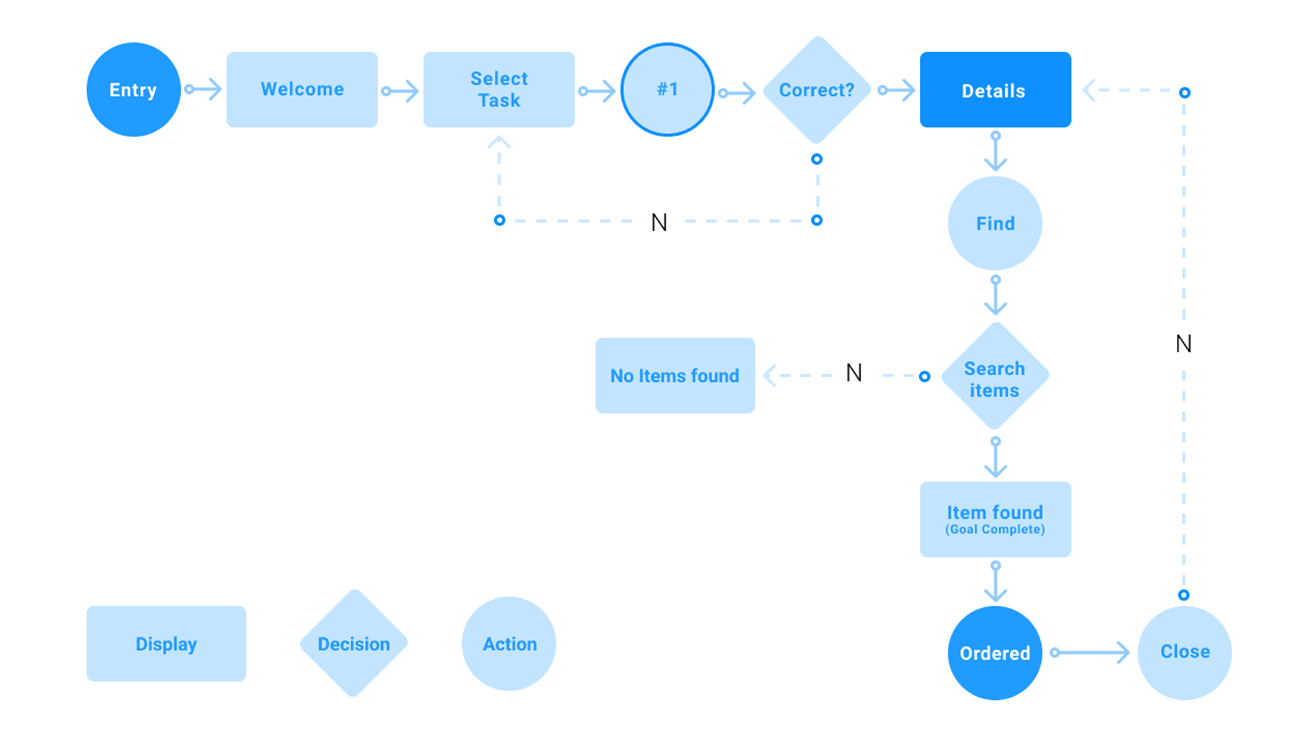 Entry
Welcome
Select
Task
#1
Correct?
Details
N
Find
N
Search
items
No Items found
N
Item found
(Goal Complete)
Display
Decision
Action
Ordered
Close